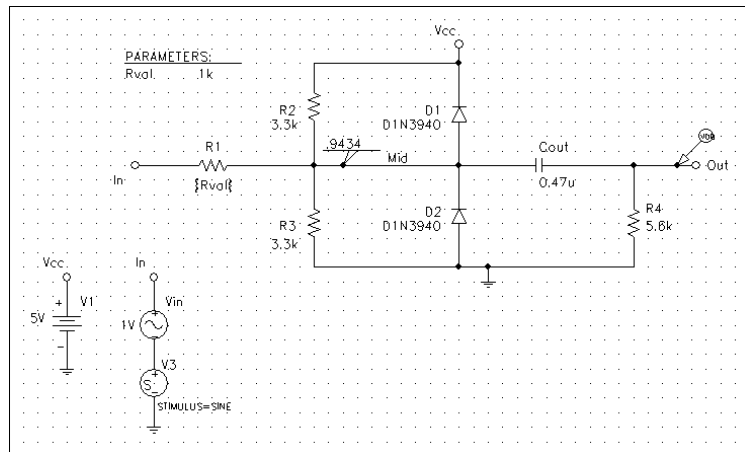 Vcc
PARAMETERS:
Rval 1k
R2
3.3k
D1
D1N3940
R1
.9434
Cout
In
Mid
Out
{Rval}
0.47u
R3
3.3k
D2
D1N3940
R4
5.6k
Vcc
In
+ V1
Vin
+
5V
1V
-
-
V3
+
S
-
STIMULUS=SINE